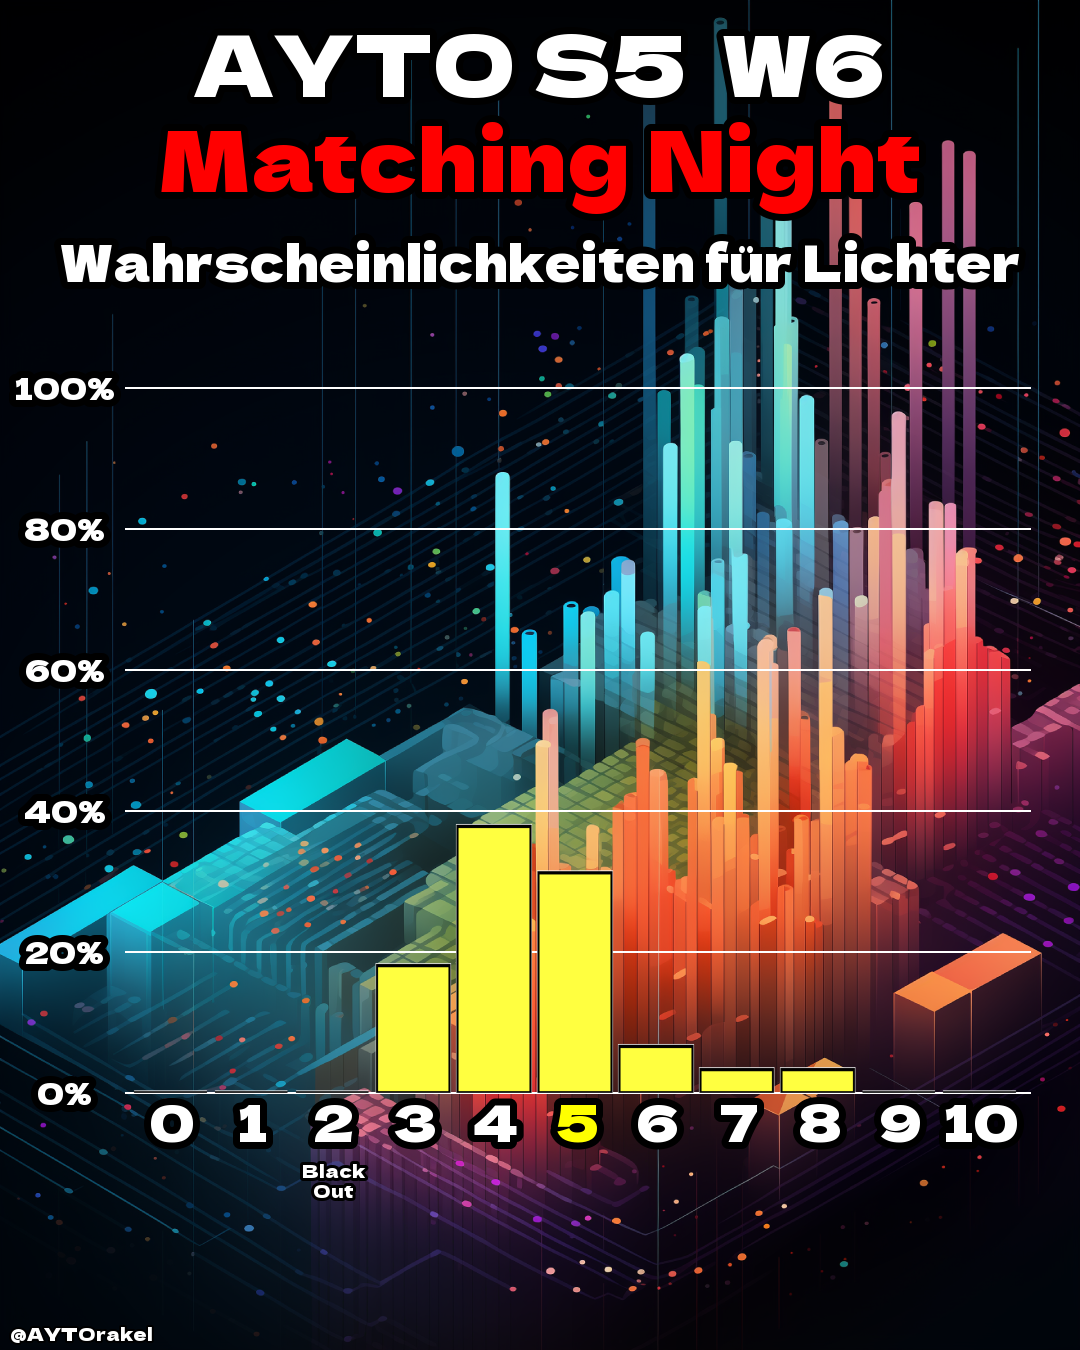 AYTO S5 W6
Matching Night
Wahrscheinlichkeiten für Lichter
100%
80%
60%
40%
20%
0%
0 1 2 3 4 5 6 7 8 9 10
Black
Out
@AYTOrakel